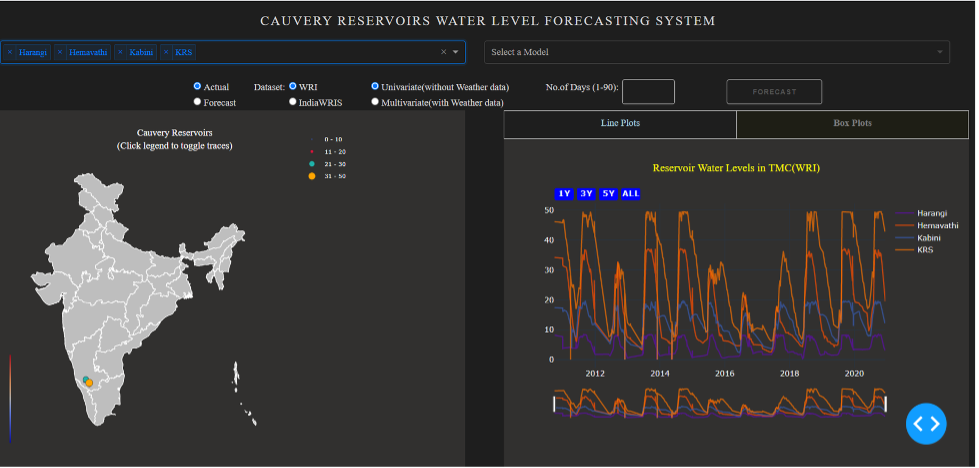 CAUVERY RESERVOIRS WATER LEVEL FORECASTING SYSTEM
× Harangi × Hemavathi × Kabini × KRS ×
Select a Model
Actual Dataset: WRI Univariate(without Weather data) No.of Days (1-90): FORECAST
Forecast IndiaWRIS Multivariate(with Weather data)
Cauvery Reservoirs
(Click legend to toggle traces)
0 - 10
11 - 20
21 - 30
31 - 50
Line Plots Box Plots
Reservoir Water Levels in TMC(WRI)
1Y 3Y 5Y ALL
50
40
30
20
10
0
2012 2014 2016 2018 2020
Harangi
Hemavathi
Kabini
KRS